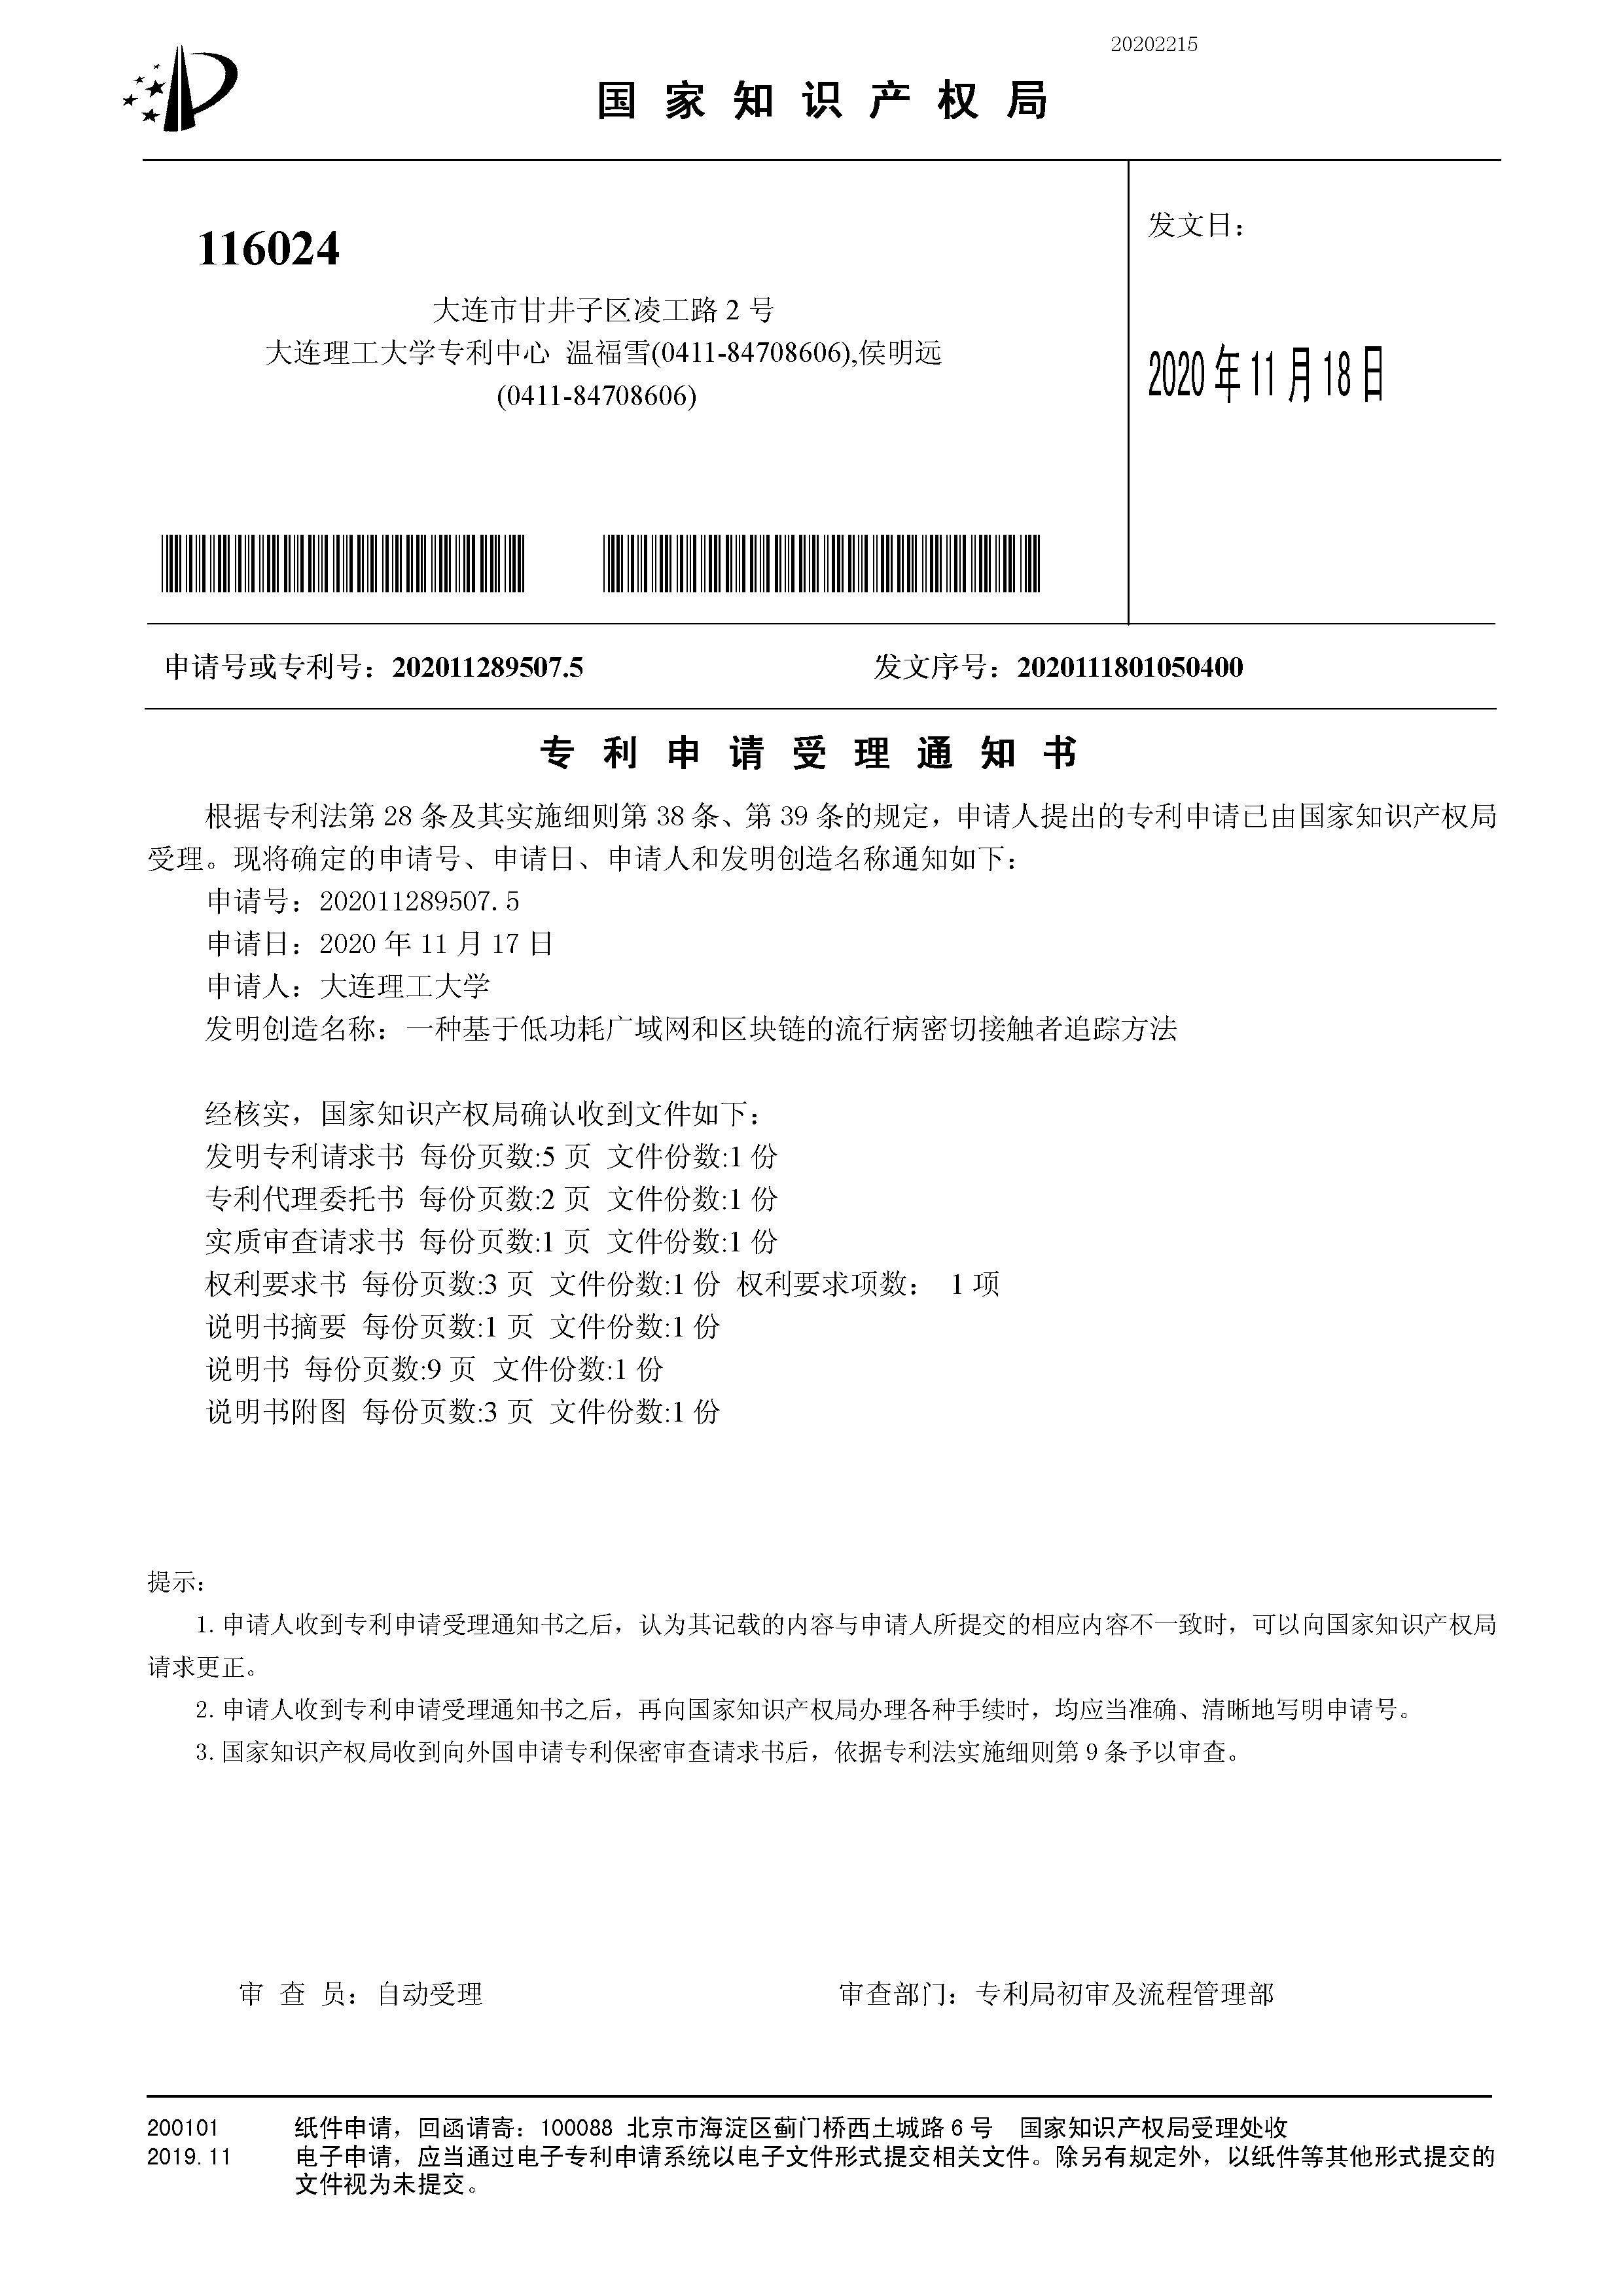 20202215
国家知识产权局
116024
发文日：
大连市甘井子区凌工路 2 号
大连理工大学专利中心 温福雪(0411-84708606),侯明远
(0411-84708606)
2020 年 11 月 18 日
申请号或专利号：202011289507.5 发文序号：2020111801050400
专利申请受理通知书
根据专利法第 28 条及其实施细则第 38 条、第 39 条的规定，申请人提出的专利申请已由国家知识产权局
受理。现将确定的申请号、申请日、申请人和发明创造名称通知如下：
申请号：202011289507.5
申请日：2020 年 11 月 17 日
申请人：大连理工大学
发明创造名称：一种基于低功耗广域网和区块链的流行病密切接触者追踪方法
经核实，国家知识产权局确认收到文件如下：
发明专利请求书 每份页数:5 页 文件份数:1 份
专利代理委托书 每份页数:2 页 文件份数:1 份
实质审查请求书 每份页数:1 页 文件份数:1 份
权利要求书 每份页数:3 页 文件份数:1 份 权利要求项数： 1 项
说明书摘要 每份页数:1 页 文件份数:1 份
说明书 每份页数:9 页 文件份数:1 份
说明书附图 每份页数:3 页 文件份数:1 份
提示：
1. 申请人收到专利申请受理通知书之后，认为其记载的内容与申请人所提交的相应内容不一致时，可以向国家知识产权局
请求更正。
2. 申请人收到专利申请受理通知书之后，再向国家知识产权局办理各种手续时，均应当准确、清晰地写明申请号。
3. 国家知识产权局收到向外国申请专利保密审查请求书后，依据专利法实施细则第 9 条予以审查。
审 查 员：自动受理 审查部门：专利局初审及流程管理部
200101 纸件申请，回函请寄：100088 北京市海淀区蓟门桥西土城路 6 号 国家知识产权局受理处收
2019.11 电子申请，应当通过电子专利申请系统以电子文件形式提交相关文件。除另有规定外，以纸件等其他形式提交的
文件视为未提交。